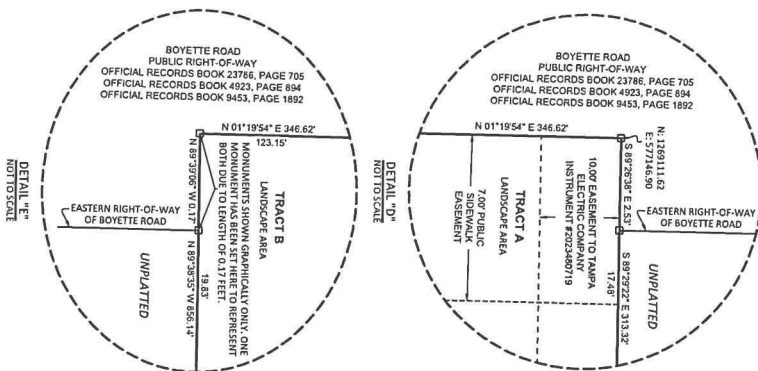 BOYETTE ROAD
PUBLIC RIGHT-OF-WAY
OFFICIAL RECORDS BOOK 23786, PAGE 705
OFFICIAL RECORDS BOOK 4923, PAGE 894
OFFICIAL RECORDS BOOK 9453, PAGE 1892
N 01°19'54" E 346.62'
123.15'
N 89°39'06" W 0.17'
MONUMENTS SHOWN GRAPHICALLY ONLY. ONE
MONUMENT HAS BEEN SET HERE TO REPRESENT
BOTH DUE TO LENGTH OF 0.17 FEET.
TRACT B
LANDSCAPE AREA
EASTERN RIGHT-OF-WAY
OF BOYETTE ROAD
N 89°38'35" W 856.14'
19.83'
UNPLATTED
DETAIL "E"
NOT TO SCALE
BOYETTE ROAD
PUBLIC RIGHT-OF-WAY
OFFICIAL RECORDS BOOK 23786, PAGE 705
OFFICIAL RECORDS BOOK 4923, PAGE 894
OFFICIAL RECORDS BOOK 9453, PAGE 1892
N 01°19'54" E 346.62'
N: 1269111.62
E: 577146.90
S 89°26'38" E 2.53'
10.00' EASEMENT TO TAMPA
ELECTRIC COMPANY
INSTRUMENT #2023480719
TRACT A
LANDSCAPE AREA
7.00' PUBLIC
SIDEWALK
EASEMENT
EASTERN RIGHT-OF-WAY
OF BOYETTE ROAD
S 89°29'22" E 313.32'
17.48'
UNPLATTED
DETAIL "D"
NOT TO SCALE